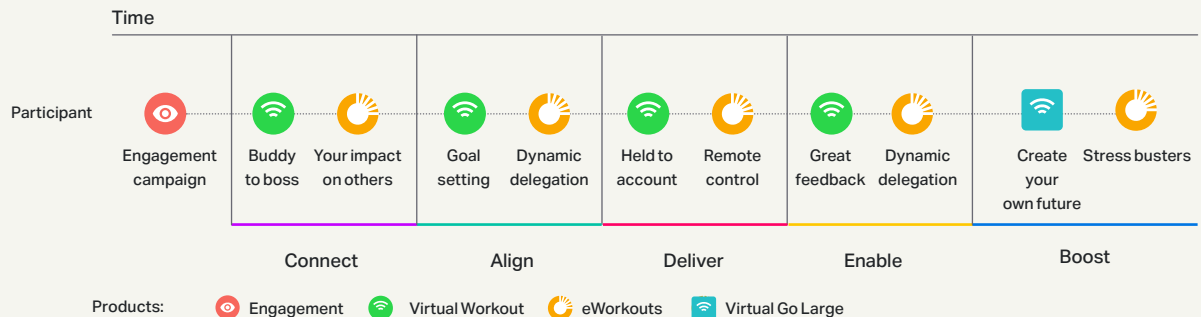 Time
Participant
Engagement
campaign
Buddy
to boss
Your impact
on others
Goal
setting
Dynamic
delegation
Held to
account
Remote
control
Great
feedback
Dynamic
delegation
Create
your
own future
Stress busters
Connect
Align
Deliver
Enable
Boost
Products:
Engagement
Virtual Workout
eWorkouts
Virtual Go Large